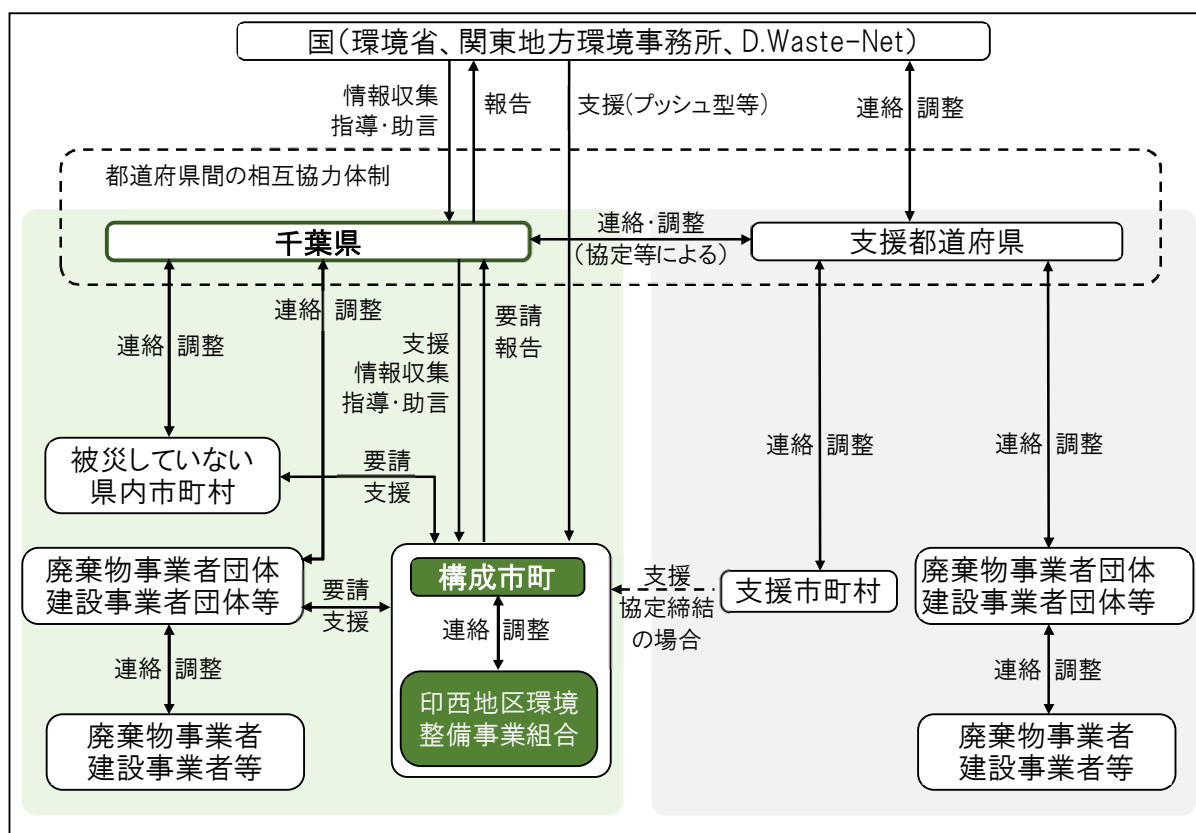 国(環境省、関東地方環境事務所、D.Waste-Net)
情報収集
指導・助言
報告
支援(プッシュ型等)
連絡 調整
都道府県間の相互協力体制
千葉県
連絡・調整
(協定等による)
支援都道府県
連絡 調整
連絡 調整
支援
情報収集
指導・助言
要請
報告
連絡 調整
連絡 調整
被災していない
県内市町村
要請
支援
廃棄物事業者団体
建設事業者団体等
要請
支援
構成市町
連絡 調整
印西地区環境
整備事業組合
支援
協定締結
の場合
支援市町村
廃棄物事業者団体
建設事業者団体等
連絡 調整
連絡 調整
廃棄物事業者
建設事業者等
廃棄物事業者
建設事業者等